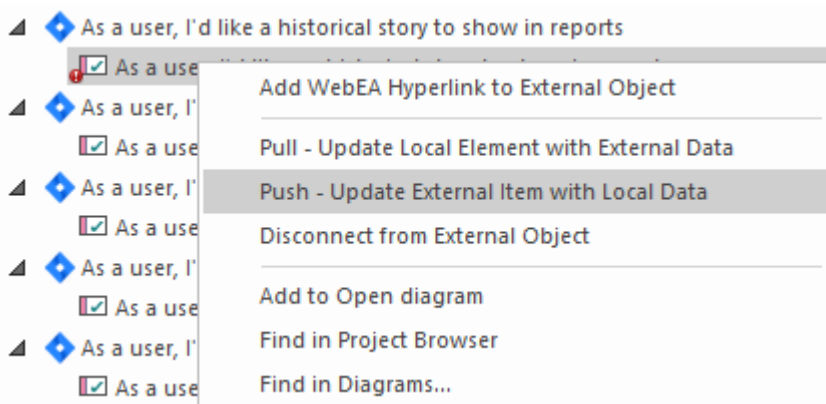 As a user, I'd like a historical story to show in reports
As a use
Add WebEA Hyperlink to External Object
As a user, I'
As a use
Pull - Update Local Element with External Data
As a user, I'
Push - Update External Item with Local Data
As a use
Disconnect from External Object
As a user, I'
As a use
Add to Open diagram
As a user, I'
Find in Project Browser
As a use
Find in Diagrams...